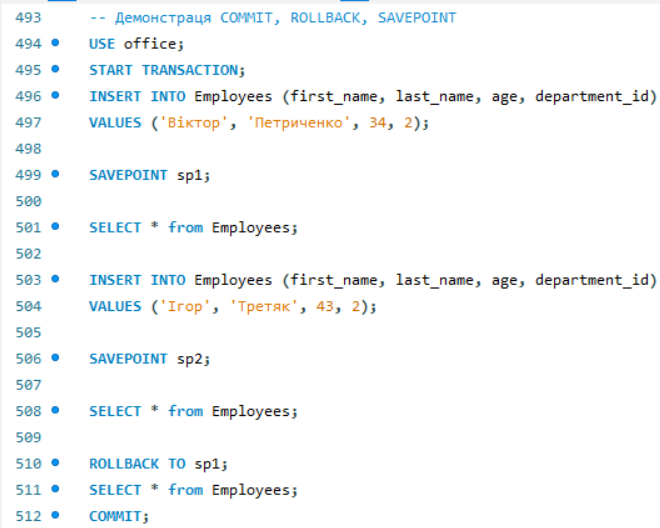 493 -- Демонстраця COMMIT, ROLLBACK, SAVEPOINT
494 USE office;
495 START TRANSACTION;
496 INSERT INTO Employees (first_name, last_name, age, department_id)
497 VALUES ('Віктор', 'Петриченко', 34, 2);
498
499 SAVEPOINT sp1;
500
501 SELECT * from Employees;
502
503 INSERT INTO Employees (first_name, last_name, age, department_id)
504 VALUES ('Ігор', 'Третяк', 43, 2);
505
506 SAVEPOINT sp2;
507
508 SELECT * from Employees;
509
510 ROLLBACK TO sp1;
511 SELECT * from Employees;
512 COMMIT;